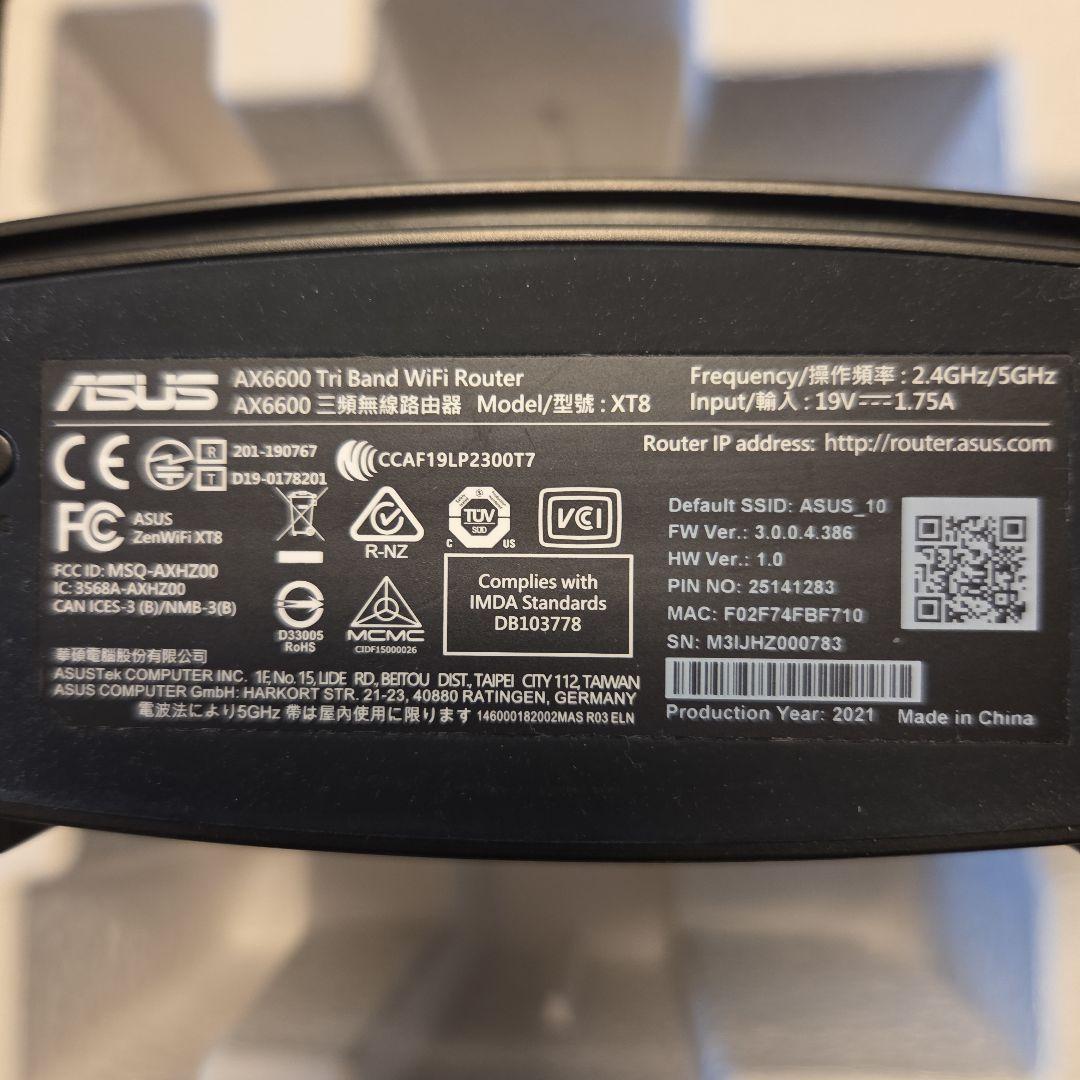 ASUS
AX6600 Tri Band WiFi Router
AX6600 三頻無線路由器 Model/型號 : XT8
Frequency/操作頻率 : 2.4GHz/5GHz
Input/輸入 : 19V⎓1.75A
Router IP address: http://router.asus.com
CE
R 201-190767
T D19-0178201
CCAF19LP2300T7
FC
ASUS
ZenWiFi XT8
FCC ID: MSQ-AXHZ00
IC: 3568A-AXHZ00
CAN ICES-3 (B)/NMB-3(B)
R-NZ
TÜV
SÜD
C US
VCI
D33005
RoHS
MCMC
CIDF15000026
Complies with
IMDA Standards
DB103778
Default SSID: ASUS_10
FW Ver.: 3.0.0.4.386
HW Ver.: 1.0
PIN NO: 25141283
MAC: F02F74FBF710
SN: M3IJHZ000783
華碩電腦股份有限公司
ASUSTek COMPUTER INC. 1F, No. 15, LIDE RD., BEITOU DIST., TAIPEI CITY 112, TAIWAN
ASUS COMPUTER GmbH: HARKORT STR. 21-23, 40880 RATINGEN, GERMANY
電波法により5GHz 帯は屋内使用に限ります 146000182002MAS R03 ELN
Production Year: 2021 Made in China